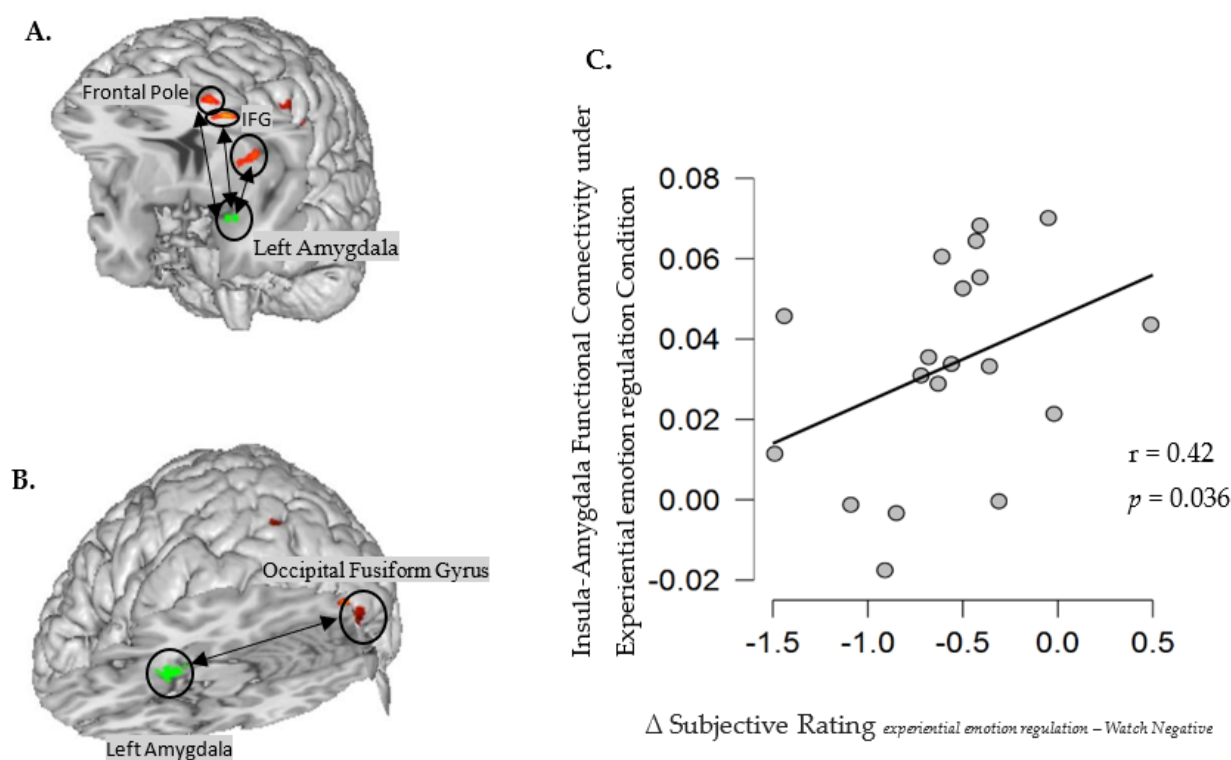 A.
Frontal Pole
IFG
Left Amygdala
B.
Occipital Fusiform Gyrus
Left Amygdala
C.
Insula-Amygdala Functional Connectivity under
Experiential emotion regulation Condition
0.08
0.06
0.04
0.02
0.00
-0.02
r = 0.42
p = 0.036
-1.5 -1.0 -0.5 0.0 0.5
Δ Subjective Rating experiential emotion regulation – Watch Negative